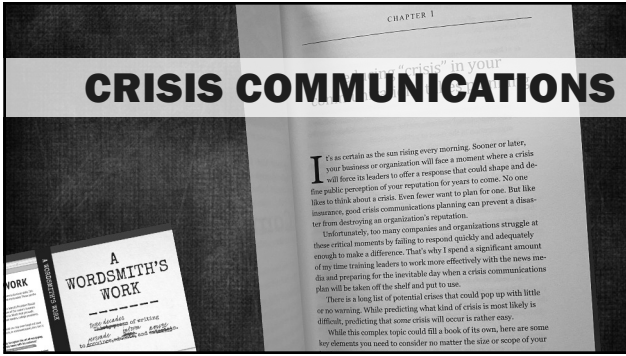 CHAPTER 1
CRISIS COMMUNICATIONS
"crisis" in your
It's as certain as the sun rising every morning. Sooner or later,
your business or organization will face a moment where a crisis
will force its leaders to offer a response that could shape and de-
fine public perception of your reputation for years to come. No one
likes to think about a crisis. Even fewer want to plan for one. But like
insurance, good crisis communications planning can prevent a disas-
ter from destroying an organization's reputation.
Unfortunately, too many companies and organizations struggle at
these critical moments by failing to respond quickly and adequately
enough to make a difference. That's why I spend a significant amount
of my time training leaders to work more effectively with the news me-
dia and preparing for the inevitable day when a crisis communications
plan will be taken off the shelf and put to use.
There is a long list of potential crises that could pop up with little
or no warning. While predicting what kind of crisis is most likely is
difficult, predicting that some crisis will occur is rather easy.
While this complex topic could fill a book of its own, here are some
key elements you need to consider no matter the size or scope of your
WORK
A WORDSMITH'S WORK
A
WORDSMITH'S
WORK
decades of writing
to